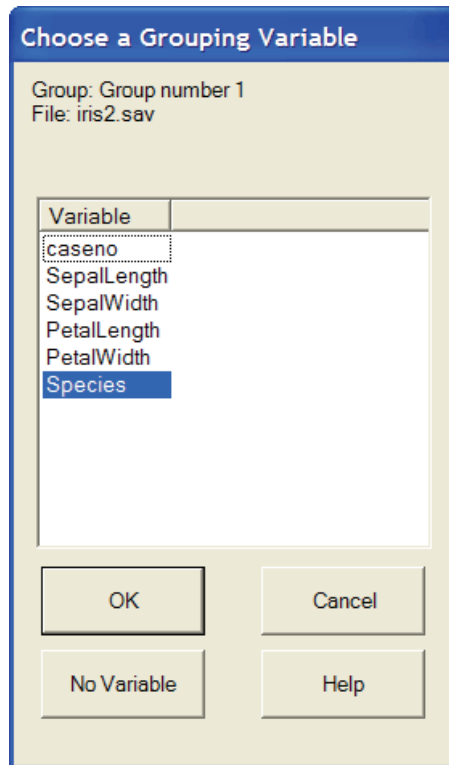 Choose a Grouping Variable
Group: Group number 1
File: iris2.sav
Variable
caseno
SepalLength
SepalWidth
PetalLength
PetalWidth
Species
OK
Cancel
No Variable
Help